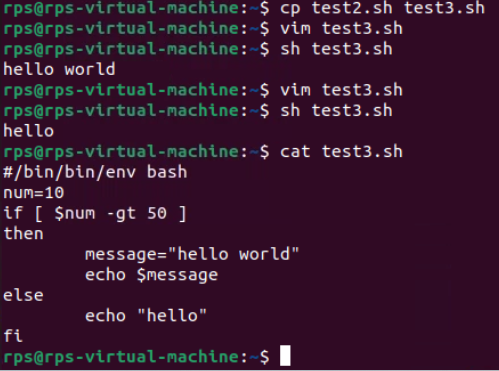 rps@rps-virtual-machine:~$ cp test2.sh test3.sh
rps@rps-virtual-machine:~$ vim test3.sh
rps@rps-virtual-machine:~$ sh test3.sh
hello world
rps@rps-virtual-machine:~$ vim test3.sh
rps@rps-virtual-machine:~$ sh test3.sh
hello
rps@rps-virtual-machine:~$ cat test3.sh
#/bin/bin/env bash
num=10
if [ $num -gt 50 ]
then
        message="hello world"
        echo $message
else
        echo "hello"
fi
rps@rps-virtual-machine:~$